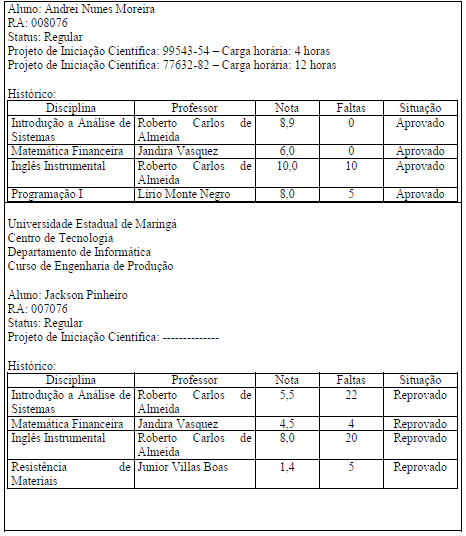 Aluno: Andrei Nunes Moreira
RA: 008076
Status: Regular
Projeto de Iniciação Científica: 99543-54 – Carga horária: 4 horas
Projeto de Iniciação Científica: 77632-82 – Carga horária: 12 horas
Histórico:
Disciplina Professor Nota Faltas Situação
Introdução a Análise de Roberto Carlos de 8,9 0 Aprovado
Sistemas Almeida
Matemática Financeira Jandira Vasquez 6,0 0 Aprovado
Inglês Instrumental Roberto Carlos de 10,0 10 Aprovado
Almeida
Programação I Lírio Monte Negro 8,0 5 Aprovado
Universidade Estadual de Maringá
Centro de Tecnologia
Departamento de Informática
Curso de Engenharia de Produção
Aluno: Jackson Pinheiro
RA: 007076
Status: Regular
Projeto de Iniciação Científica: --------------
Histórico:
Disciplina Professor Nota Faltas Situação
Introdução a Análise de Roberto Carlos de 5,5 22 Reprovado
Sistemas Almeida
Matemática Financeira Jandira Vasquez 4,5 4 Reprovado
Inglês Instrumental Roberto Carlos de 8,0 20 Reprovado
Almeida
Resistência de Junior Villas Boas 1,4 5 Reprovado
Materiais